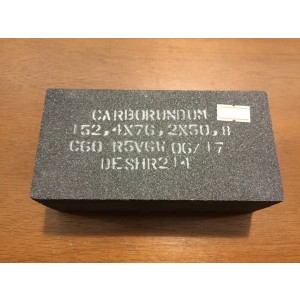 CARBORUNDUM
152,4X76,2X50,8
C60 R5VGW 06/17
DESHR214